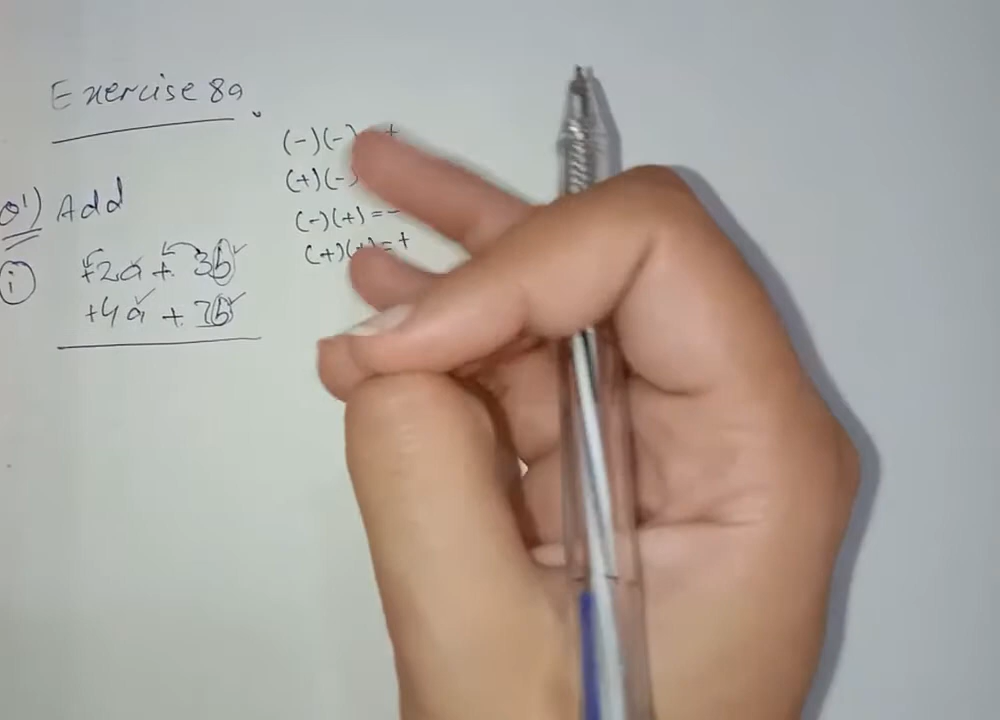 Exercise 8a.
(-)(-) +
(+)(-)
(-)(+) = -
(+)(+) = +
Q1) Add
i +2a + 3b
+4a + 7b